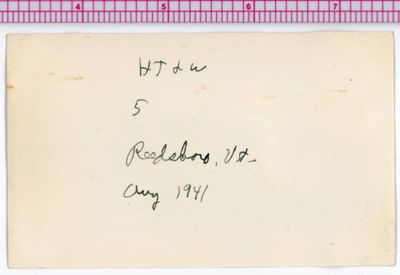 4 5 6 7
HT & W
5
Readsboro, Vt.
Aug 1941